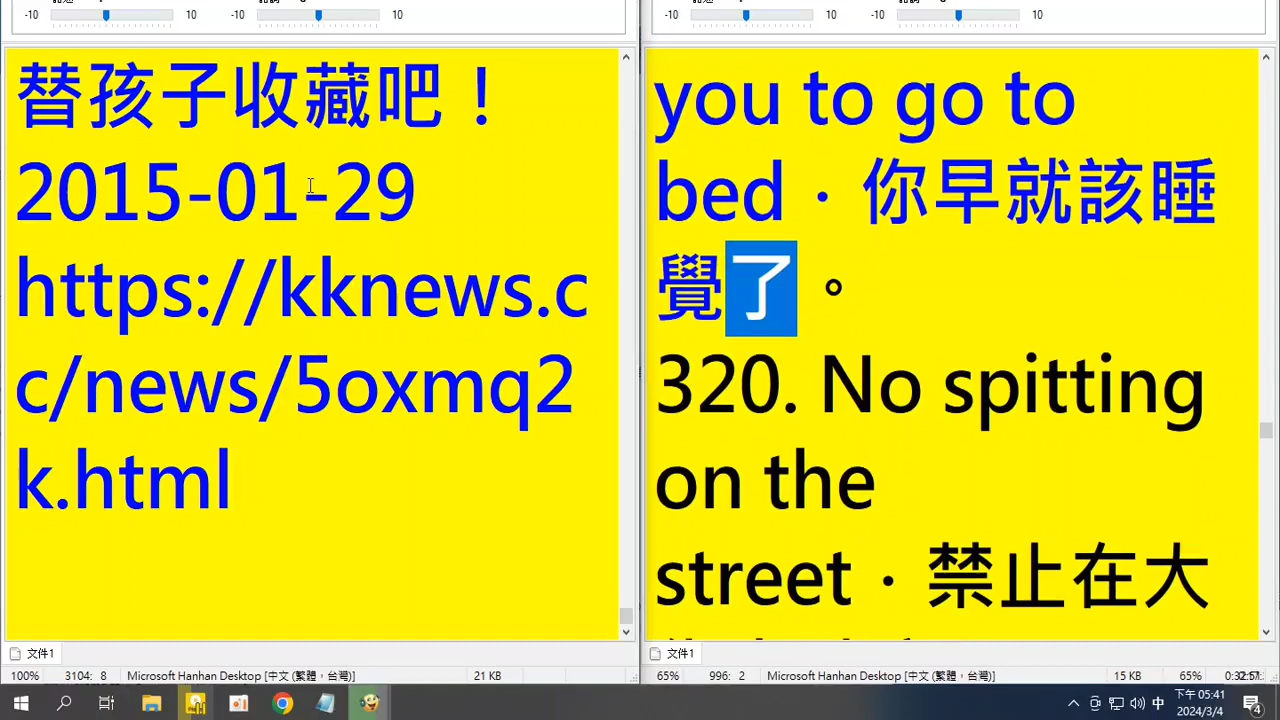 -10 10 -10 10
-10 10 -10 10
替孩子收藏吧！
2015-01-29
https://kknews.c
c/news/5oxmq2
k.html
you to go to
bed．你早就該睡
覺了。
320. No spitting
on the
street．禁止在大
文件1
文件1
100% 3104: 8 Microsoft Hanhan Desktop [中文 (繁體，台灣)] 21 KB
65% 996: 2 Microsoft Hanhan Desktop [中文 (繁體，台灣)] 15 KB 65%
中
下午 05:41
2024/3/4
4